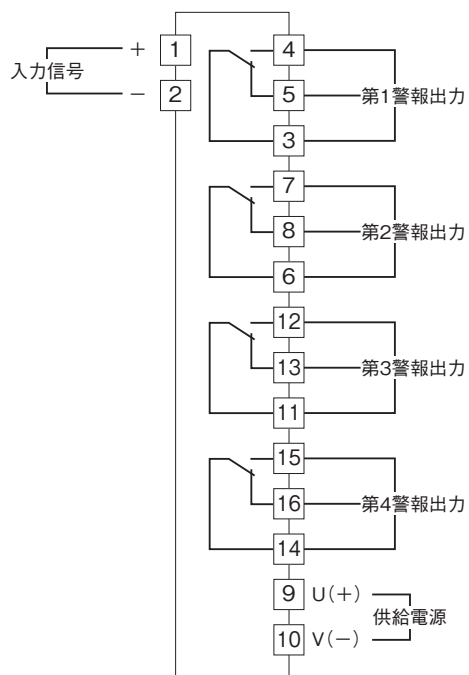 入力信号
+ 1
− 2
4
5 第1警報出力
3
7
8 第2警報出力
6
12
13 第3警報出力
11
15
16 第4警報出力
14
9 U(+)
供給電源
10 V(−)